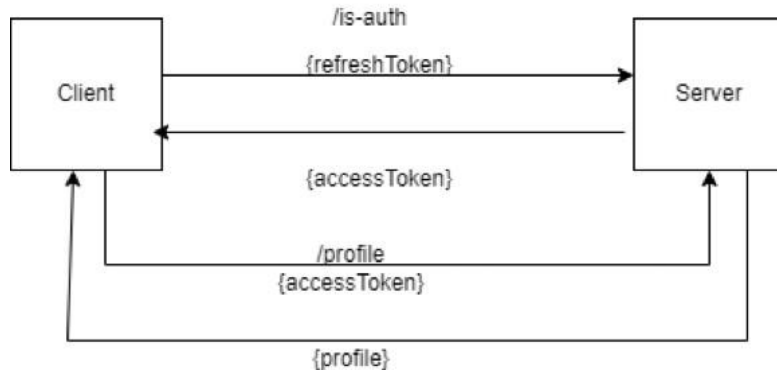 /is-auth
{refreshToken}
Client
Server
{accessToken}
/profile
{accessToken}
{profile}